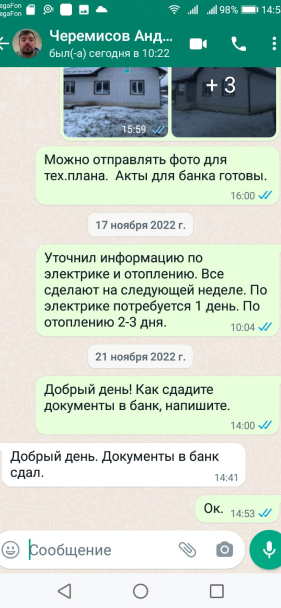 egaFon
egaFon
98%
14:5
Черемисов Анд...
был(-а) сегодня в 10:22
15:59
+ 3
Можно отправлять фото для
тех.плана. Акты для банка готовы.
16:00
17 ноября 2022 г.
Уточнил информацию по
электрике и отоплению. Все
сделают на следующей неделе. По
электрике потребуется 1 день. По
отоплению 2-3 дня.
10:04
21 ноября 2022 г.
Добрый день! Как сдадите
документы в банк, напишите.
14:00
Добрый день. Документы в банк
сдал.
14:41
Ок.
14:53
Сообщение